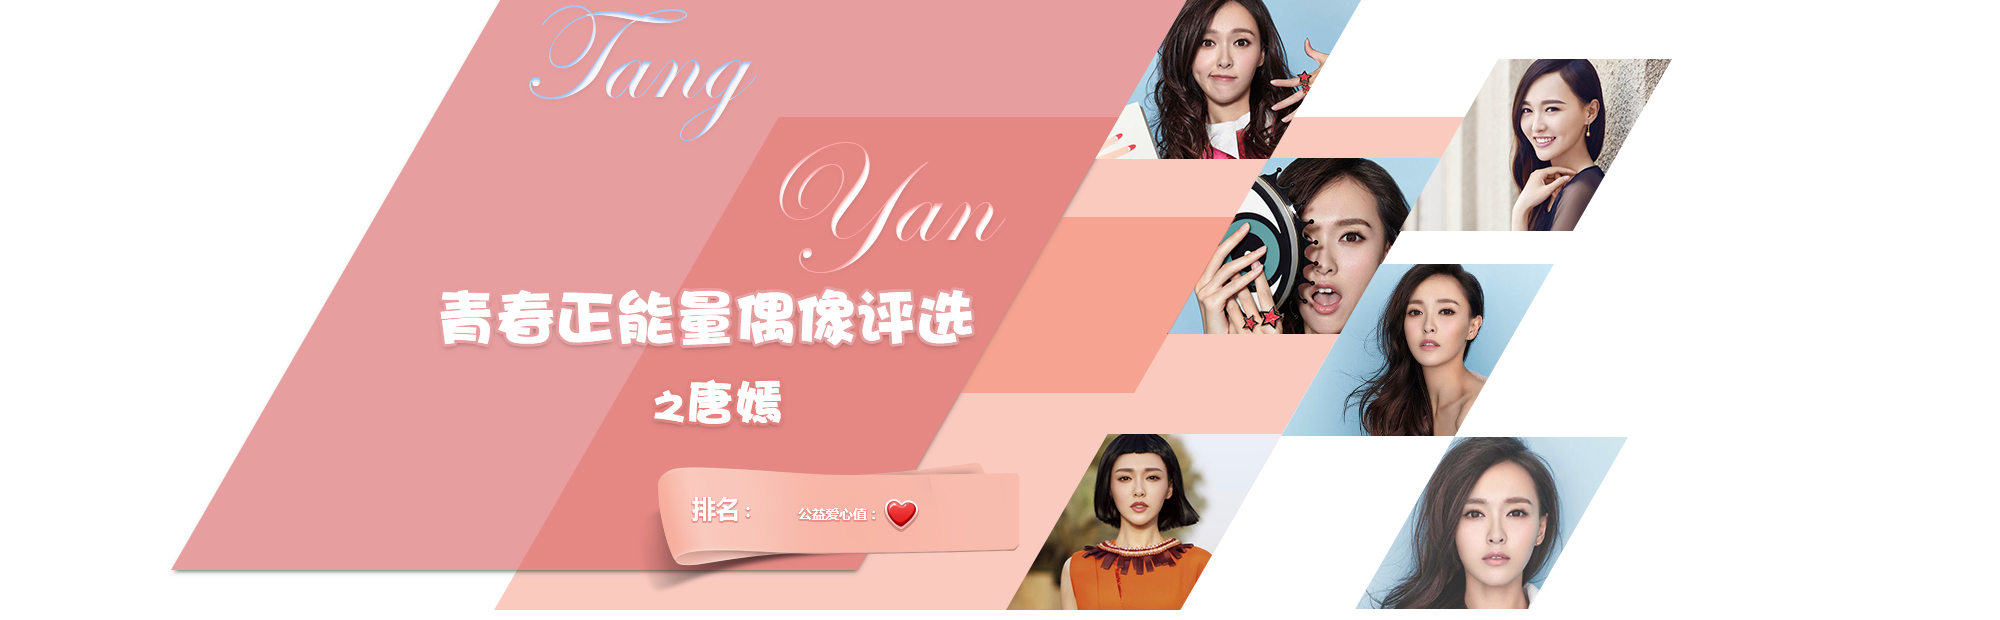 Tang
Yan
青春正能量偶像评选
之唐嫣
排名：
公益爱心值：